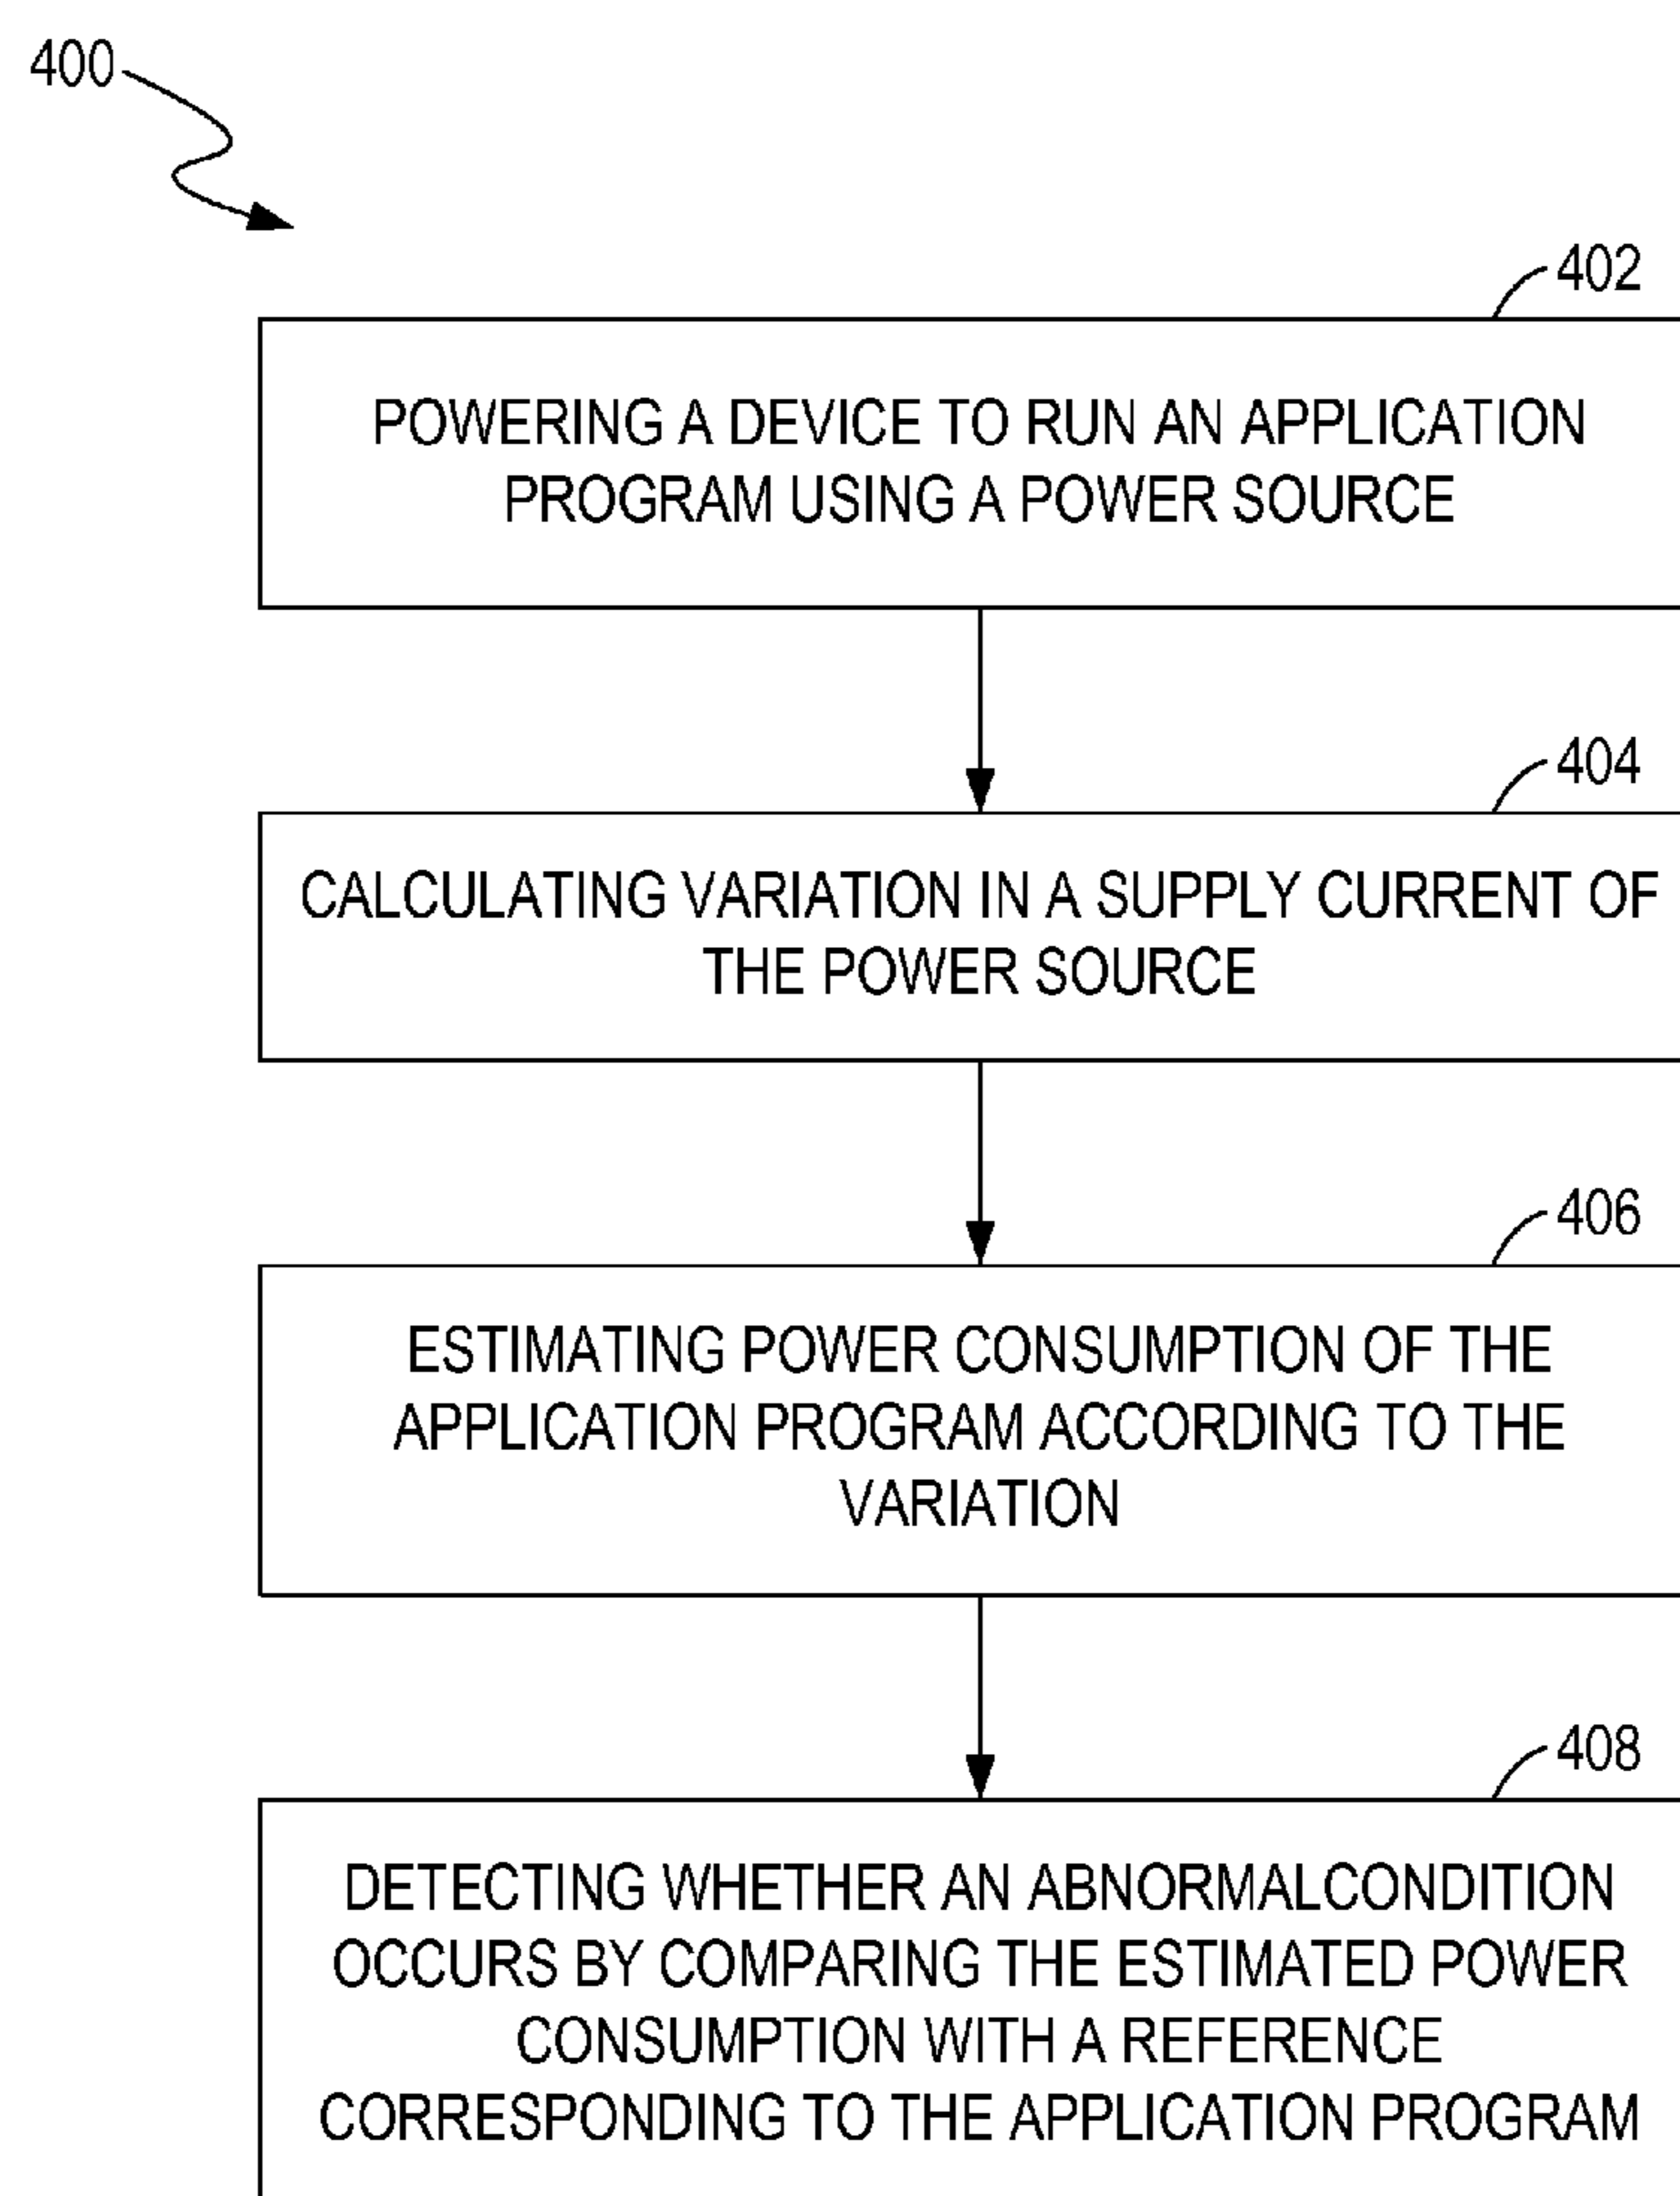 400
402
POWERING A DEVICE TO RUN AN APPLICATION
PROGRAM USING A POWER SOURCE
404
CALCULATING VARIATION IN A SUPPLY CURRENT OF
THE POWER SOURCE
406
ESTIMATING POWER CONSUMPTION OF THE
APPLICATION PROGRAM ACCORDING TO THE
VARIATION
408
DETECTING WHETHER AN ABNORMALCONDITION
OCCURS BY COMPARING THE ESTIMATED POWER
CONSUMPTION WITH A REFERENCE
CORRESPONDING TO THE APPLICATION PROGRAM